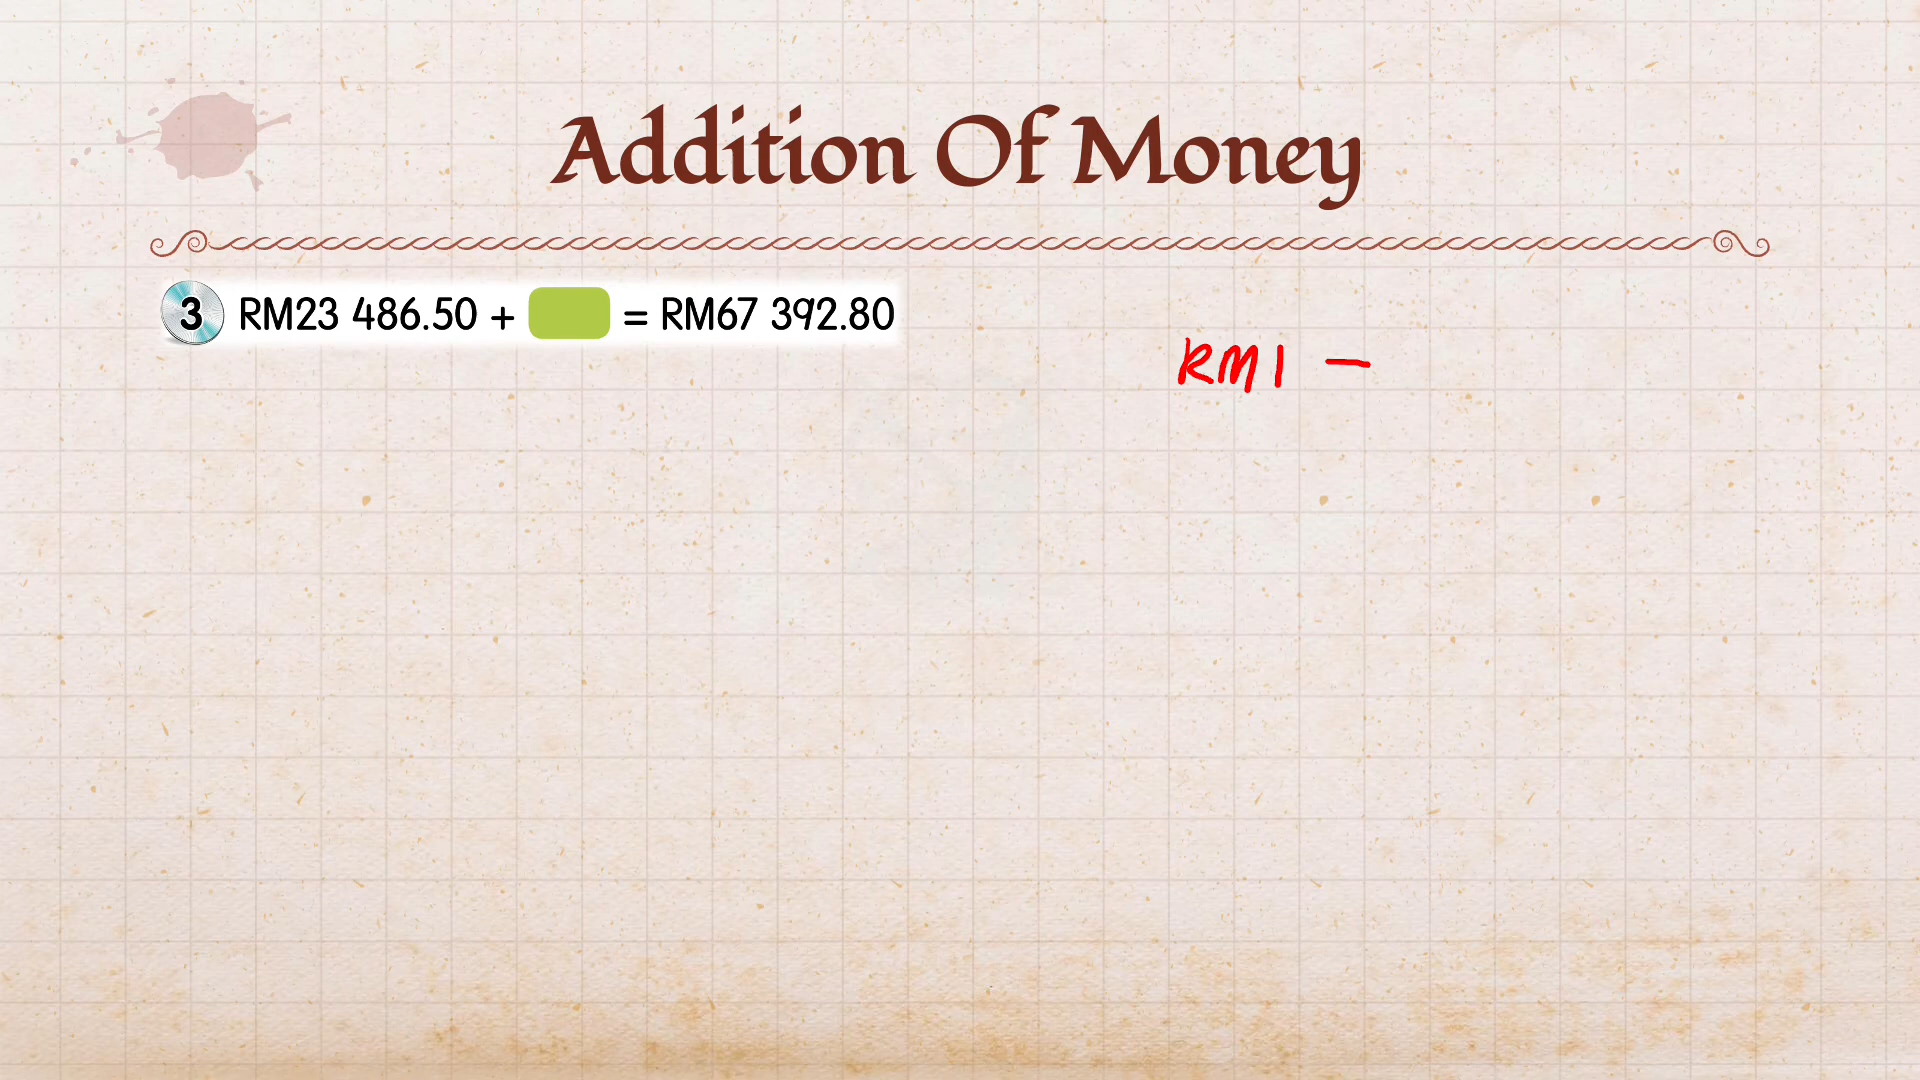 Addition Of Money
3 RM23 486.50 + = RM67 392.80
RM1 —